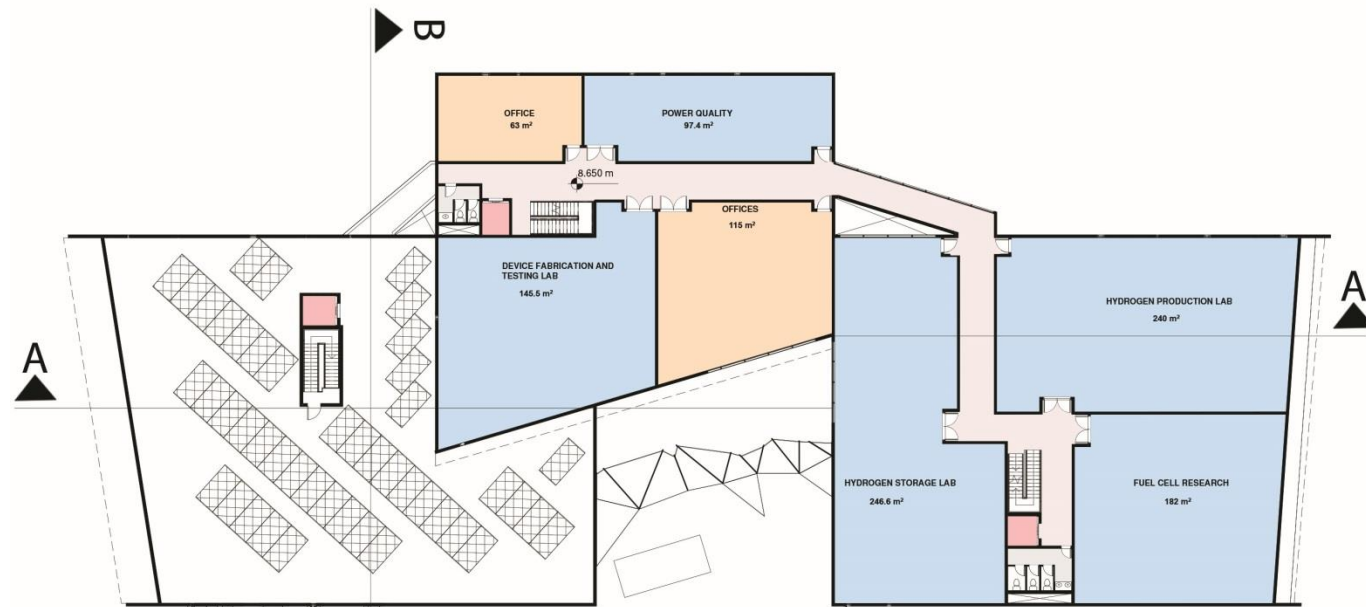 B
OFFICE
63 m²
POWER QUALITY
97.4 m²
8.650 m
OFFICES
115 m²
DEVICE FABRICATION AND
TESTING LAB
145.5 m²
HYDROGEN PRODUCTION LAB
240 m²
A
A
HYDROGEN STORAGE LAB
246.6 m²
FUEL CELL RESEARCH
182 m²